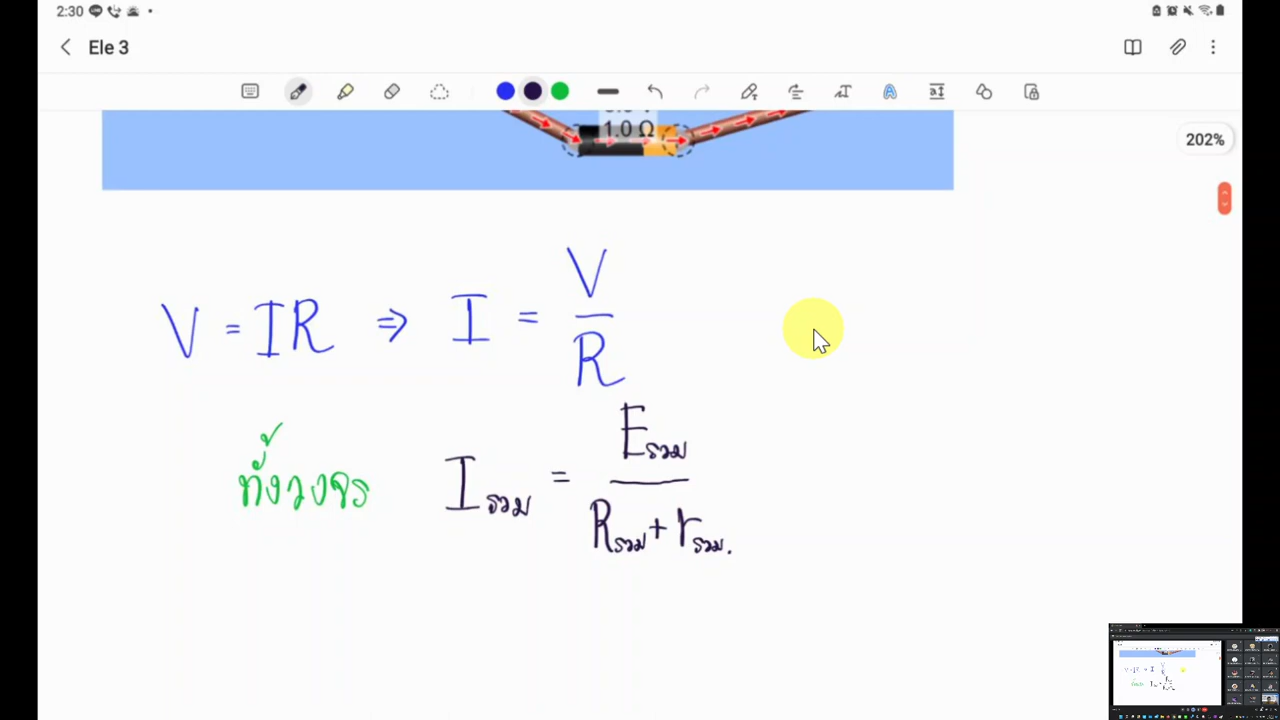 2:30
Ele 3
1.0 Ω
202%
V = IR ⇒ I = V/R
ทั้งวงจร I รวม = E รวม / R รวม + r รวม.